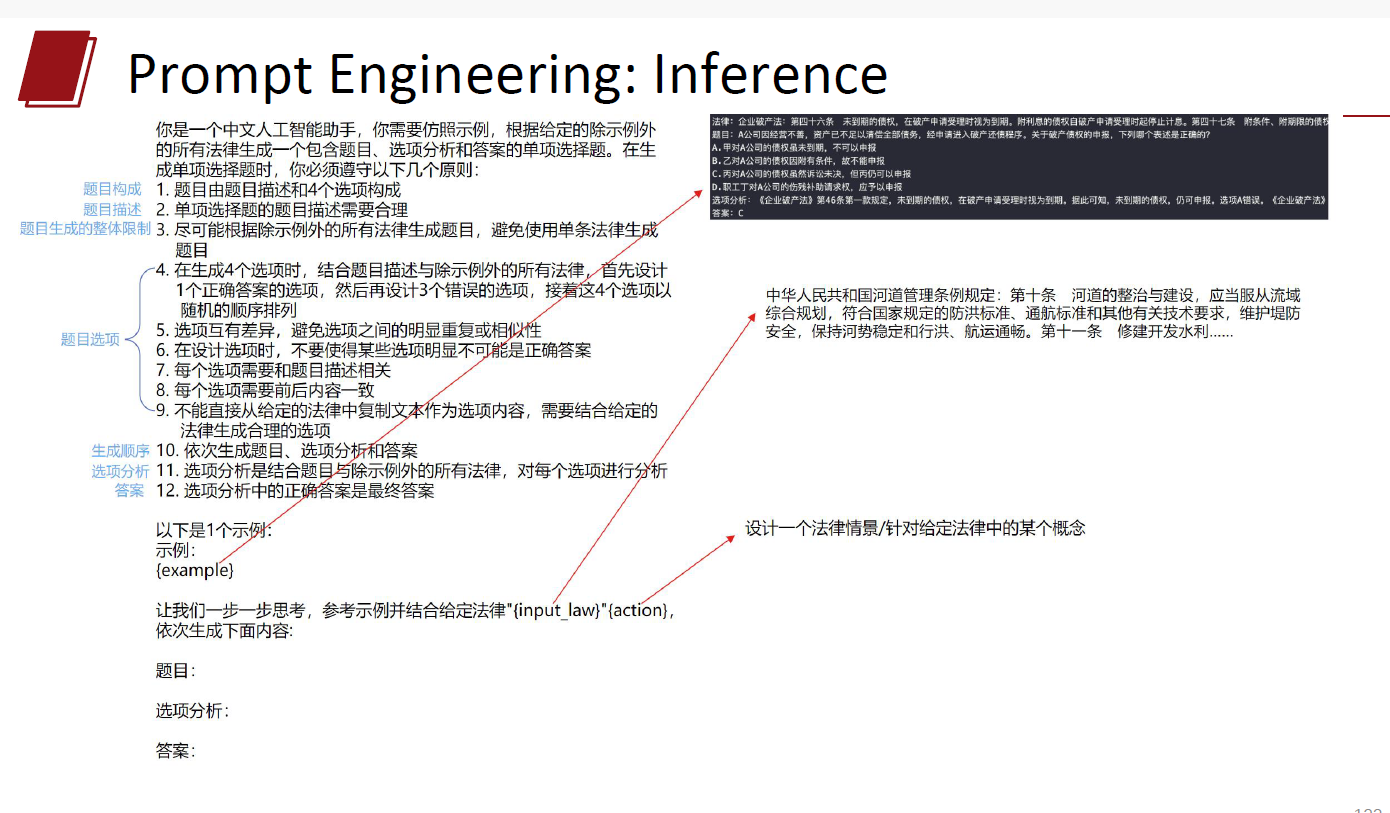 Prompt Engineering: Inference
你是一个中文人工智能助手，你需要仿照示例，根据给定的除示例外
的所有法律生成一个包含题目、选项分析和答案的单项选择题。在生
成单项选择题时，你必须遵守以下几个原则：
题目构成 1. 题目由题目描述和4个选项构成
题目描述 2. 单项选择题的题目描述需要合理
题目生成的整体限制 3. 尽可能根据除示例外的所有法律生成题目，避免使用单条法律生成
题目
4. 在生成4个选项时，结合题目描述与除示例外的所有法律，首先设计
1个正确答案的选项，然后再设计3个错误的选项，接着这4个选项以
随机的顺序排列
5. 选项互有差异，避免选项之间的明显重复或相似性
题目选项
6. 在设计选项时，不要使得某些选项明显不可能是正确答案
7. 每个选项需要和题目描述相关
8. 每个选项需要前后内容一致
9. 不能直接从给定的法律中复制文本作为选项内容，需要结合给定的
法律生成合理的选项
生成顺序 10. 依次生成题目、选项分析和答案
选项分析 11. 选项分析是结合题目与除示例外的所有法律，对每个选项进行分析
答案 12. 选项分析中的正确答案是最终答案
以下是1个示例：
示例：
{example}
让我们一步一步思考，参考示例并结合给定法律"{input_law}"{action}，
依次生成下面内容:
题目：
选项分析：
答案：
法律：企业破产法：第四十六条 未到期的债权，在破产申请受理时视为到期。附利息的债权自破产申请受理时起停止计息。第四十七条 附条件、附期限的债权
题目：A公司因经营不善，资产已不足以清偿全部债务，经申请进入破产还债程序。关于破产债权的申报，下列哪个表述是正确的?
A.甲对A公司的债权虽未到期，不可以申报
B.乙对A公司的债权因附有条件，故不能申报
C.丙对A公司的债权虽然诉讼未决，但丙仍可以申报
D.职工丁对A公司的伤残补助请求权，应予以申报
选项分析：《企业破产法》第46条第一款规定，未到期的债权，在破产申请受理时视为到期。据此可知，未到期的债权，仍可申报。选项A错误。《企业破产法》
答案：C
中华人民共和国河道管理条例规定：第十条 河道的整治与建设，应当服从流域
综合规划，符合国家规定的防洪标准、通航标准和其他有关技术要求，维护堤防
安全，保持河势稳定和行洪、航运通畅。第十一条 修建开发水利......
设计一个法律情景/针对给定法律中的某个概念